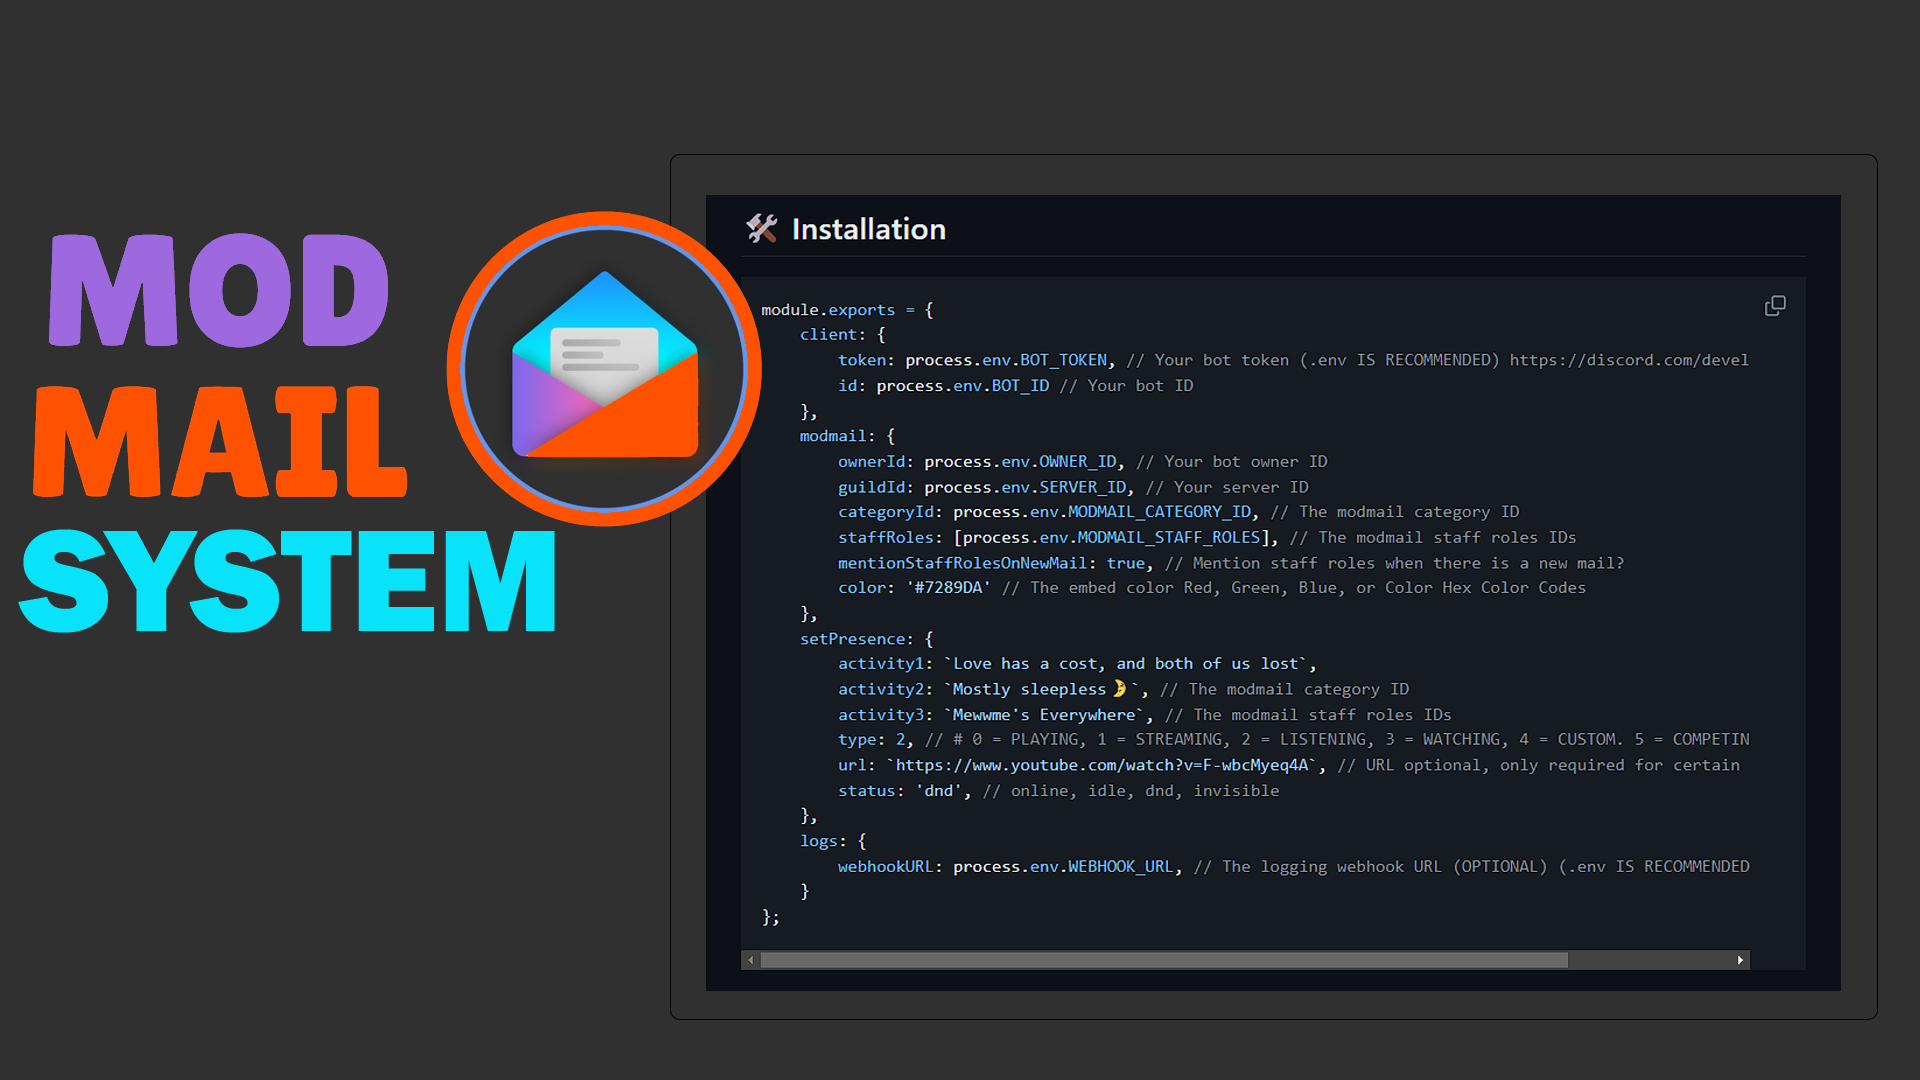 MOD
MAIL
SYSTEM
🛠 Installation
module.exports = {
    client: {
        token: process.env.BOT_TOKEN, // Your bot token (.env IS RECOMMENDED) https://discord.com/devel
        id: process.env.BOT_ID // Your bot ID
    },
    modmail: {
        ownerId: process.env.OWNER_ID, // Your bot owner ID
        guildId: process.env.SERVER_ID, // Your server ID
        categoryId: process.env.MODMAIL_CATEGORY_ID, // The modmail category ID
        staffRoles: [process.env.MODMAIL_STAFF_ROLES], // The modmail staff roles IDs
        mentionStaffRolesOnNewMail: true, // Mention staff roles when there is a new mail?
        color: '#7289DA' // The embed color Red, Green, Blue, or Color Hex Color Codes
    },
    setPresence: {
        activity1: `Love has a cost, and both of us lost`,
        activity2: `Mostly sleepless🌛`, // The modmail category ID
        activity3: `Mewwme's Everywhere`, // The modmail staff roles IDs
        type: 2, // # 0 = PLAYING, 1 = STREAMING, 2 = LISTENING, 3 = WATCHING, 4 = CUSTOM. 5 = COMPETIN
        url: `https://www.youtube.com/watch?v=F-wbcMyeq4A`, // URL optional, only required for certain
        status: 'dnd', // online, idle, dnd, invisible
    },
    logs: {
        webhookURL: process.env.WEBHOOK_URL, // The logging webhook URL (OPTIONAL) (.env IS RECOMMENDED
    }
};